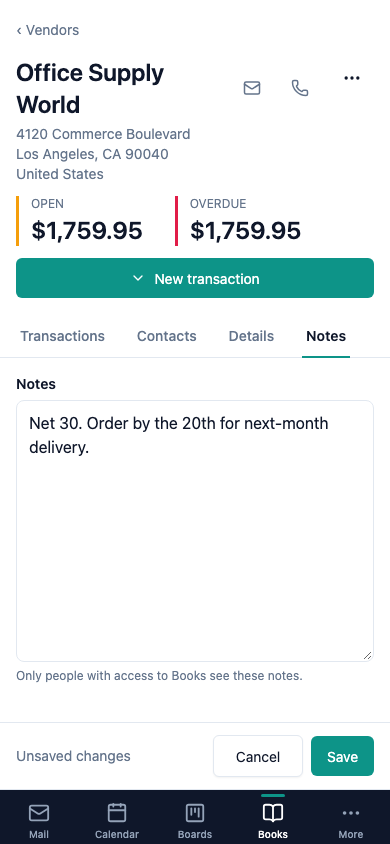 ‹ Vendors
Office Supply
World
4120 Commerce Boulevard
Los Angeles, CA 90040
United States
OPEN
$1,759.95
OVERDUE
$1,759.95
New transaction
Transactions
Contacts
Details
Notes
Notes
Net 30. Order by the 20th for next-month
delivery.
Only people with access to Books see these notes.
Unsaved changes
Cancel
Save
Mail
Calendar
Boards
Books
More